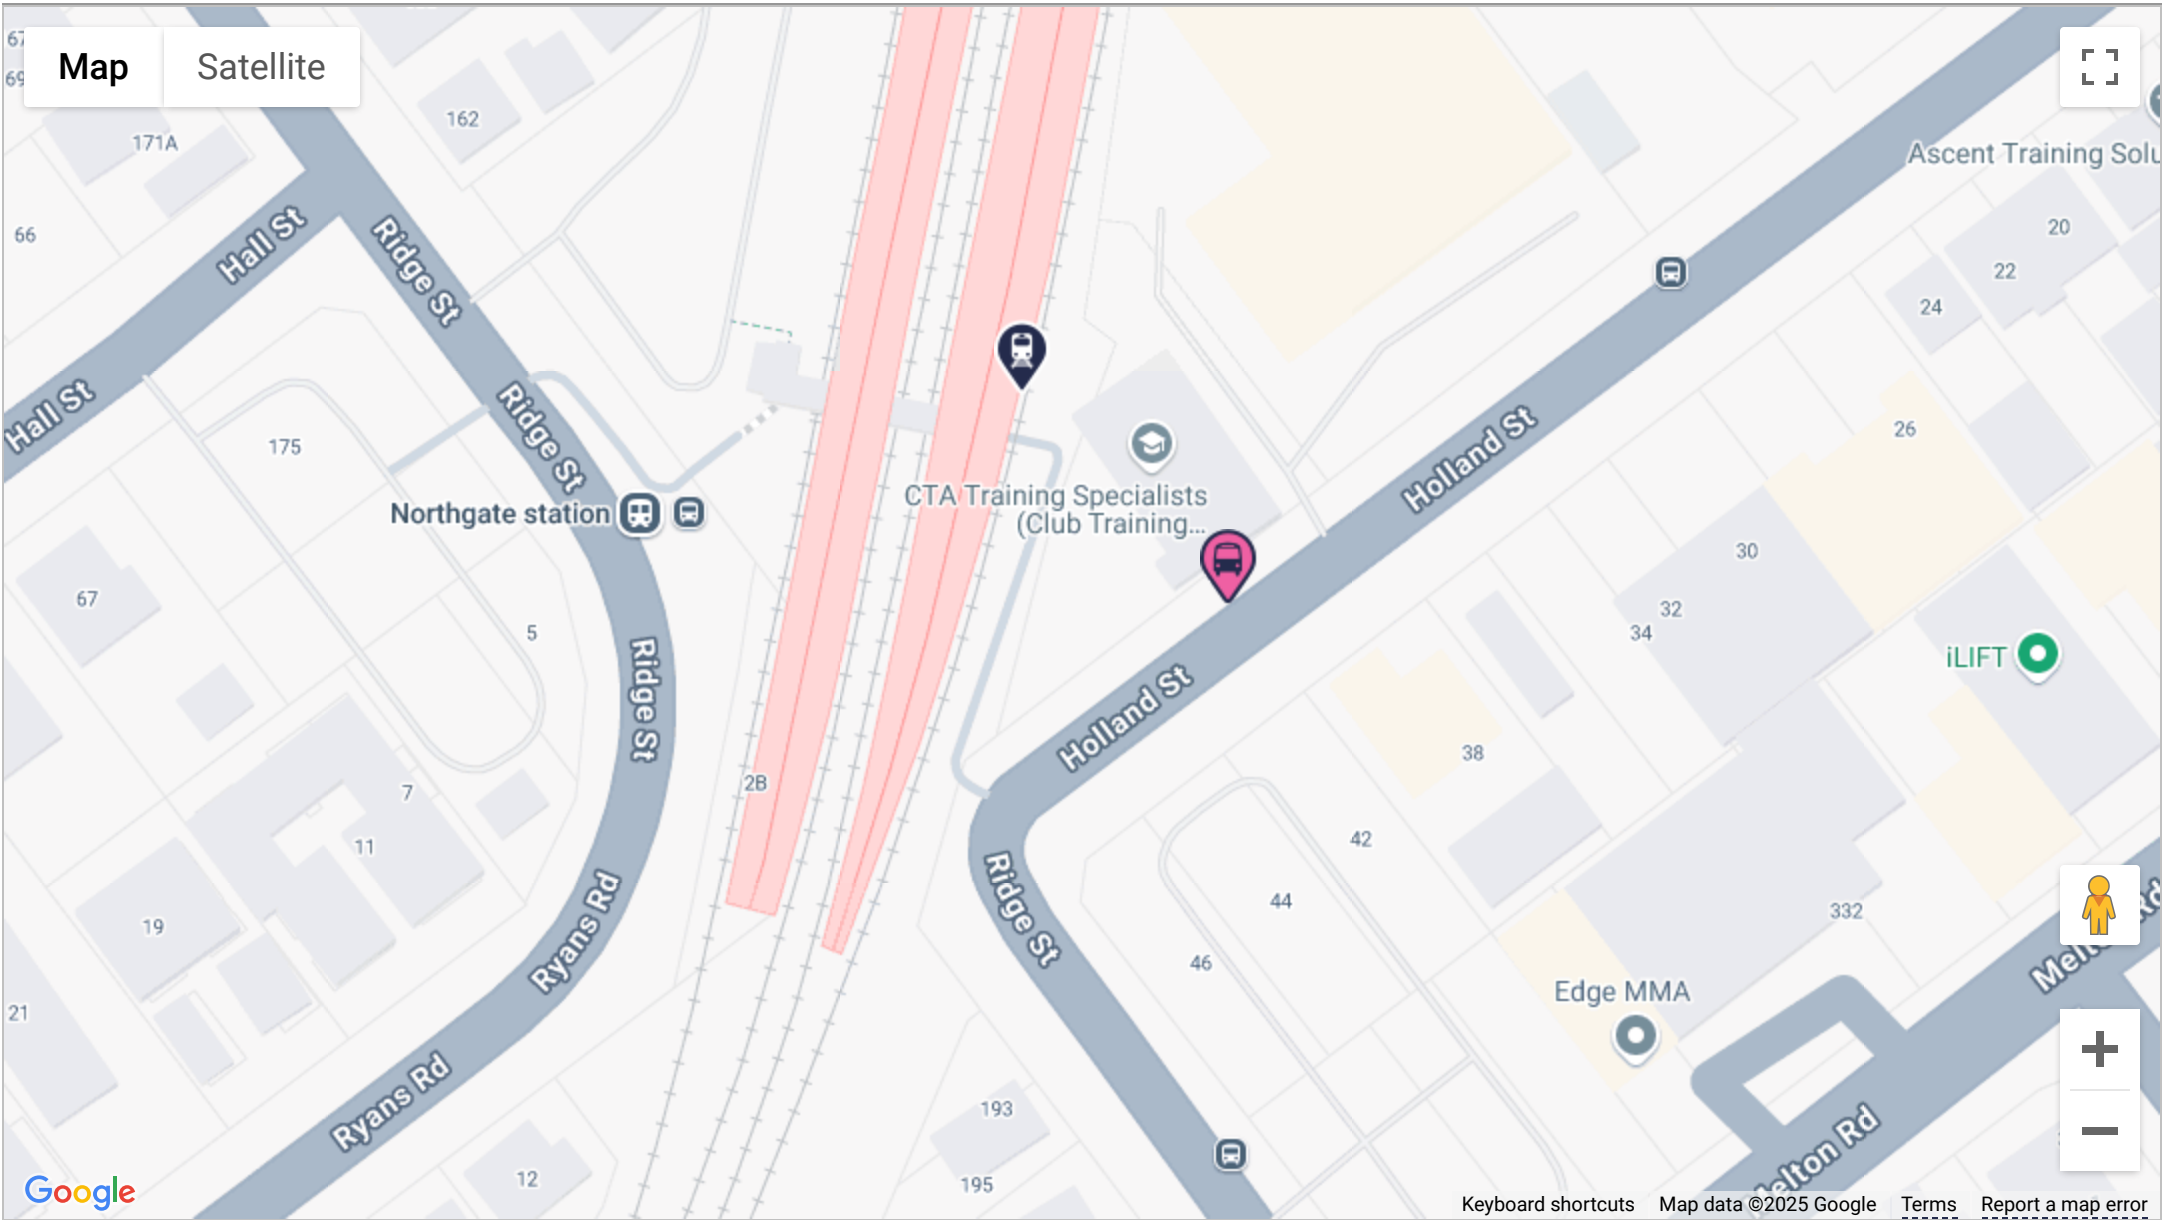 Map
Satellite
162
171A
66
Hall St
Ridge St
Hall St
175
Ridge St
Northgate station
67
5
Ridge St
2B
7
11
19
21
Ryans Rd
Ryans Rd
12
CTA Training Specialists
(Club Training...
Holland St
Holland St
Ascent Training Solu
20
22
24
26
30
32
34
iLIFT
38
42
44
46
332
Ridge St
Edge MMA
193
195
Melton Rd
Google
Keyboard shortcuts
Map data ©2025 Google
Terms
Report a map error